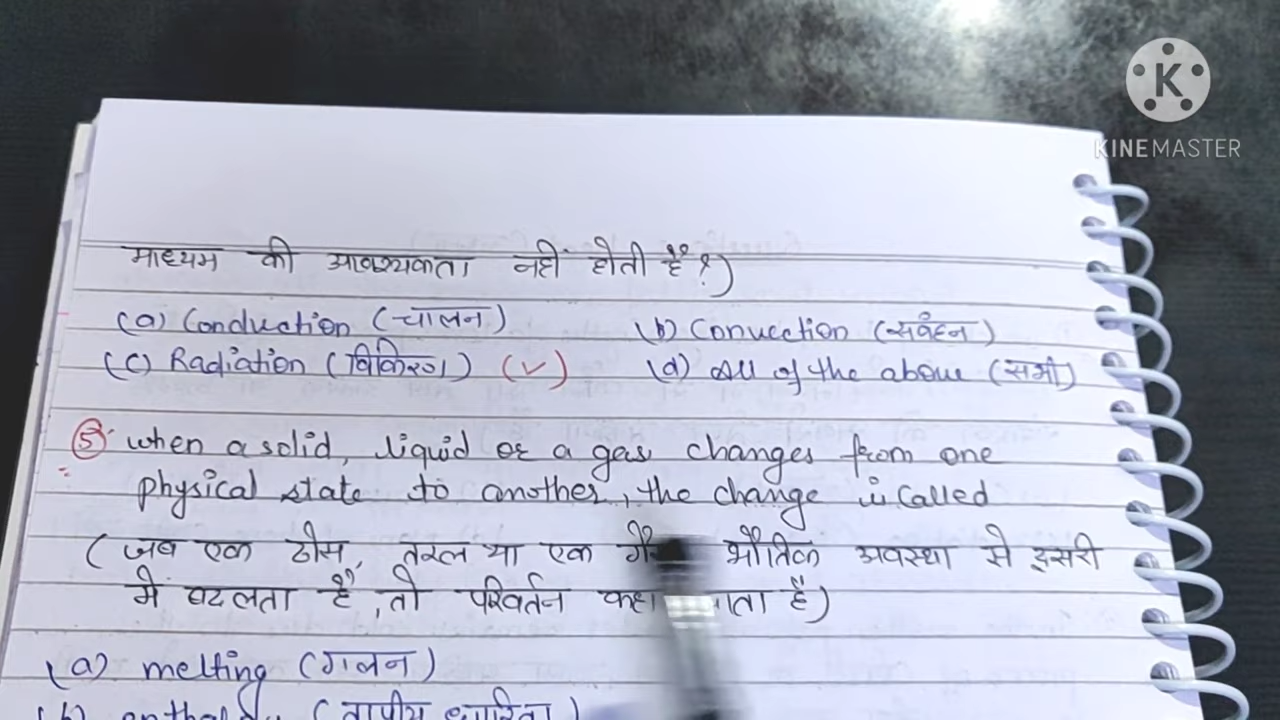 KINEMASTER
माध्यम की आवश्यकता नहीं होती है?)
(a) Conduction (चालन) (b) Convection (संवहन)
(c) Radiation (विकिरण) (✓) (d) All of the above (सभी)
5 when a solid, liquid or a gas changes from one
physical state to another, the change is called
(जब एक ठोस, तरल या एक भौतिक अवस्था से दूसरी
में बदलता है, तो परिवर्तन कहा है)
(a) melting (गलन)
(b) (तापीय धारिता)